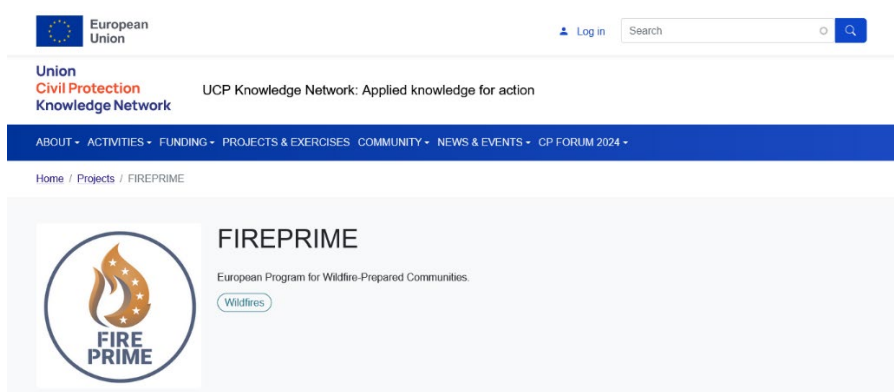 European
Union
Log in
Search
Union
Civil Protection
Knowledge Network
UCP Knowledge Network: Applied knowledge for action
ABOUT ACTIVITIES FUNDING PROJECTS & EXERCISES COMMUNITY NEWS & EVENTS CP FORUM 2024
Home / Projects / FIREPRIME
FIREPRIME
European Program for Wildfire-Prepared Communities.
Wildfires
FIRE
PRIME